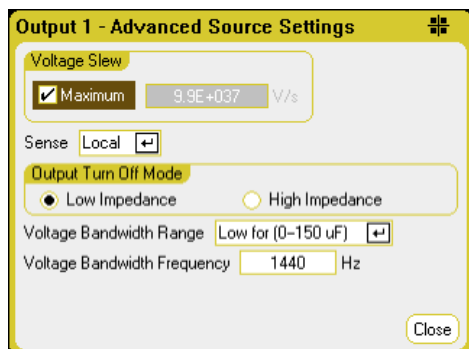 Output 1 - Advanced Source Settings
Voltage Slew
Maximum 9.9E+037 V/s
Sense Local
Output Turn Off Mode
Low Impedance High Impedance
Voltage Bandwidth Range Low for (0-150 uF)
Voltage Bandwidth Frequency 1440 Hz
Close